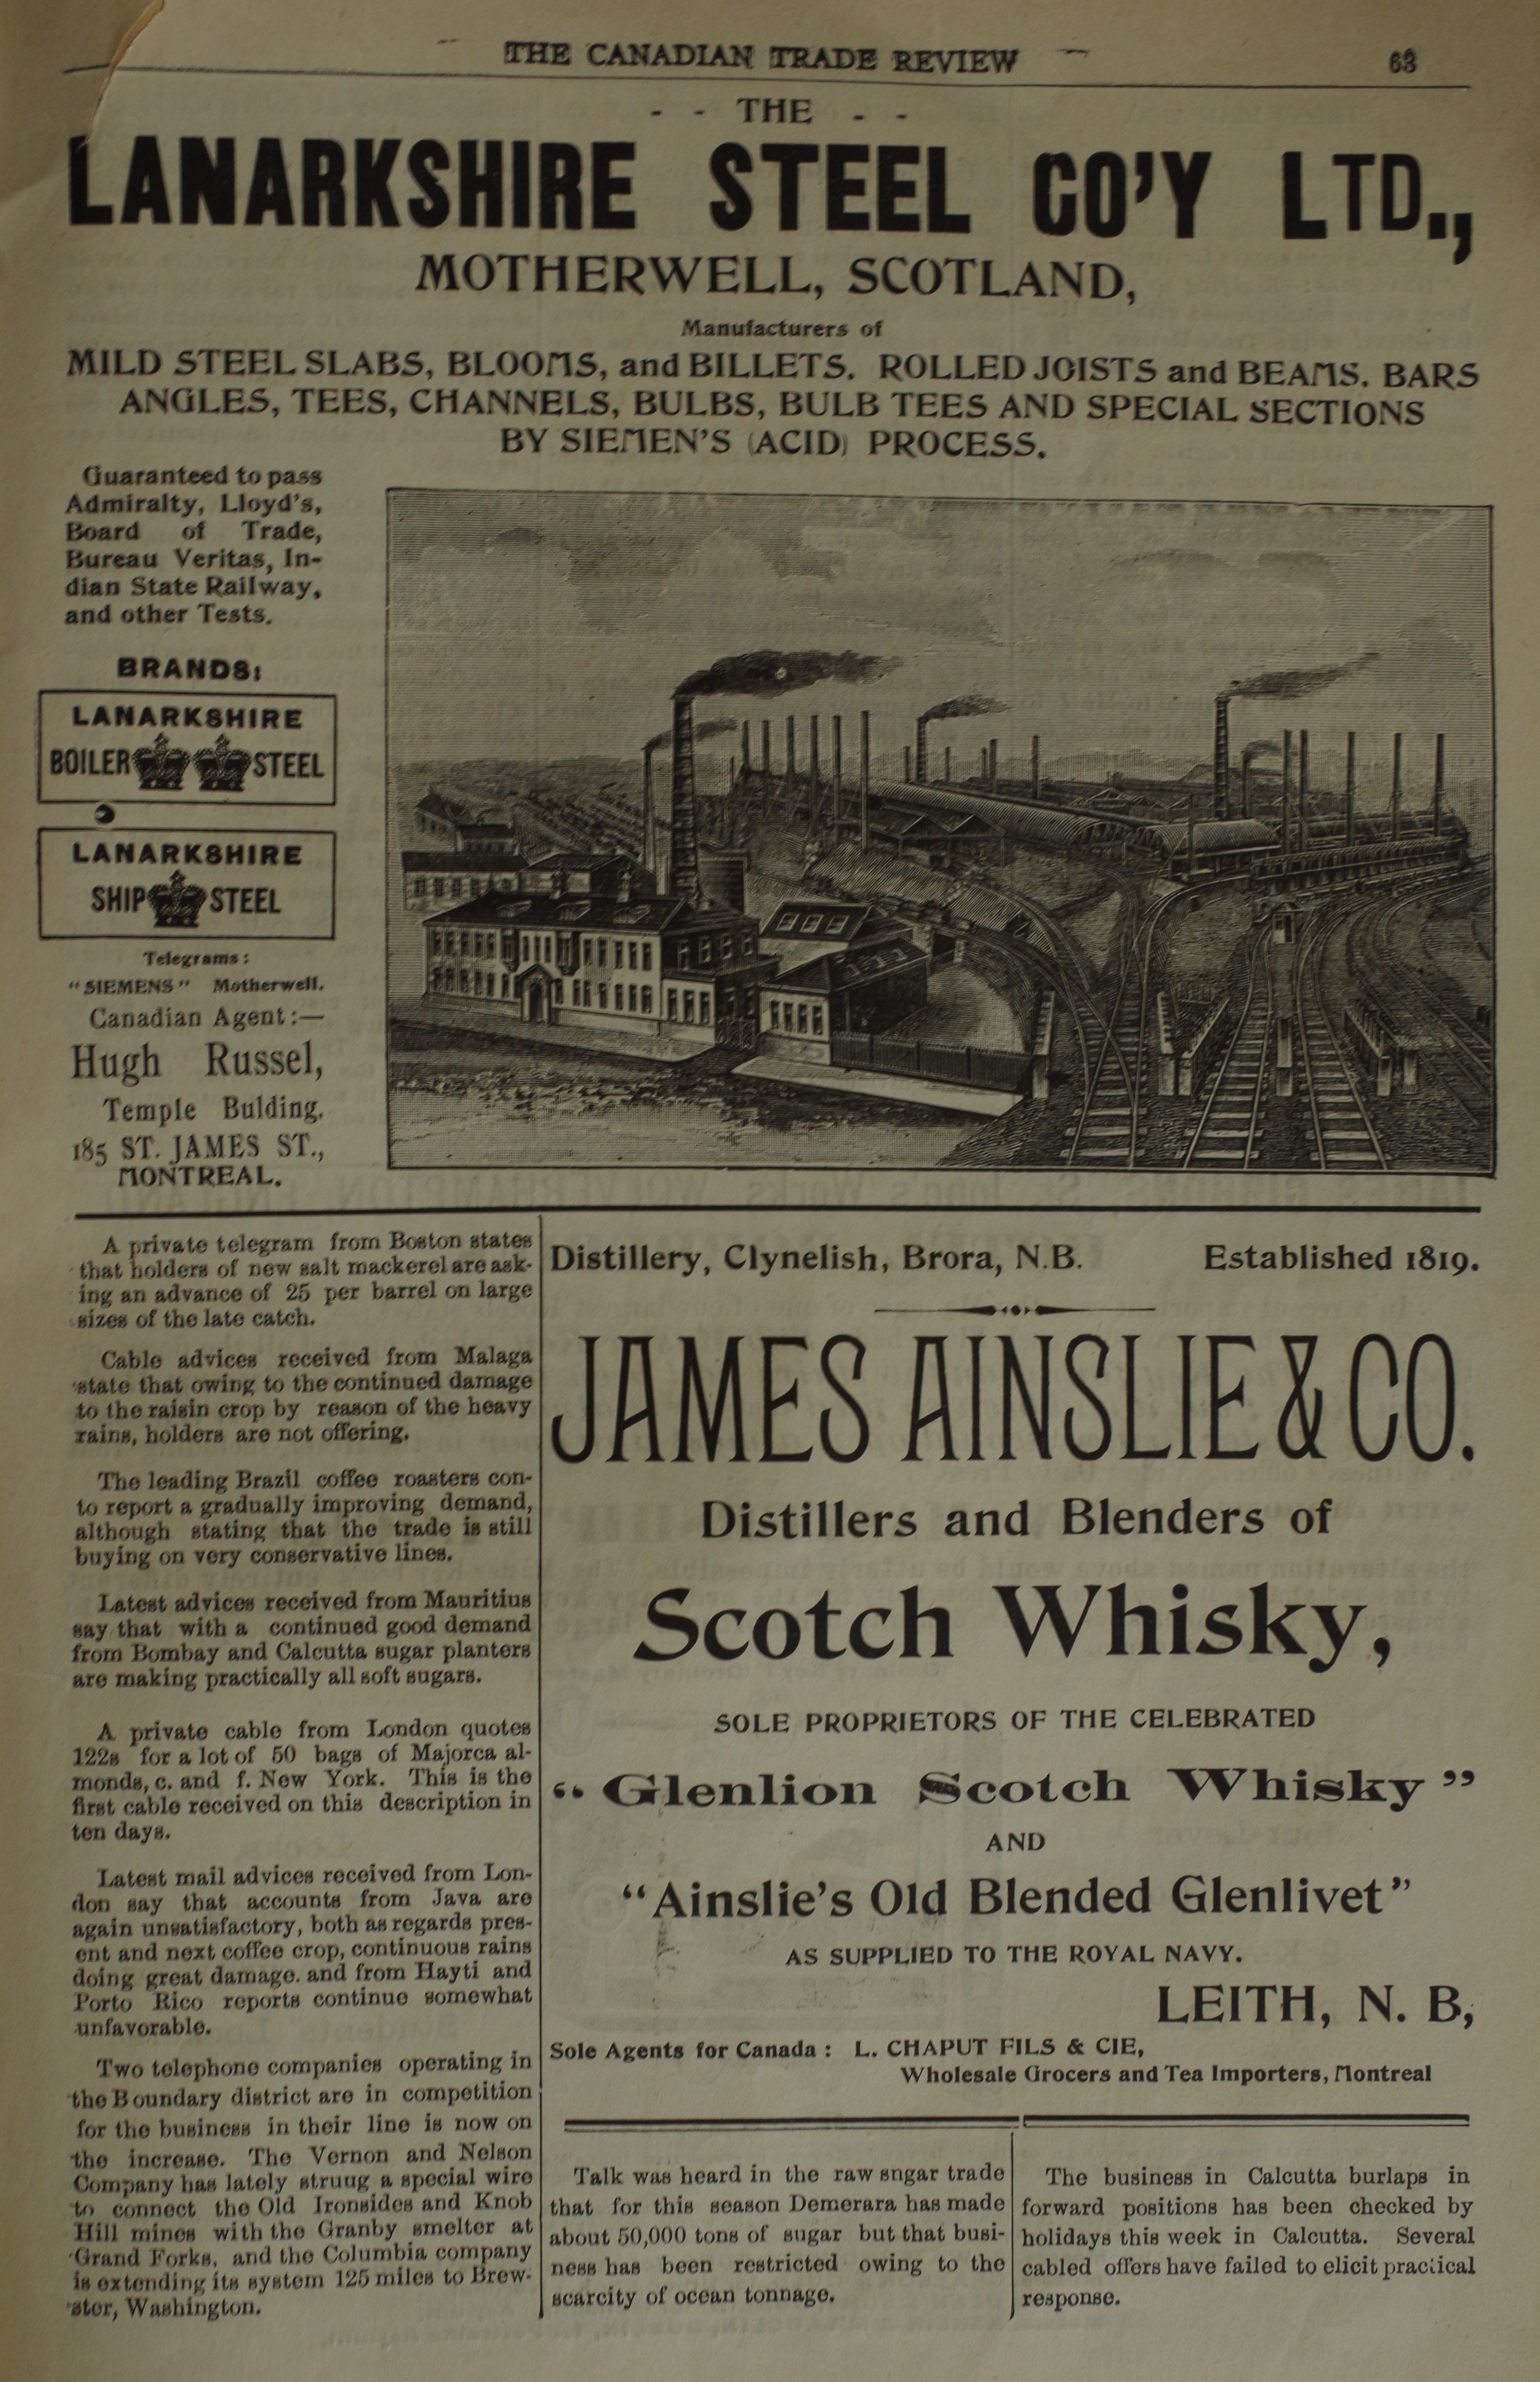 THE CANADIAN TRADE REVIEW 63
- - THE - -
LANARKSHIRE STEEL CO'Y LTD.,
MOTHERWELL, SCOTLAND,
Manufacturers of
MILD STEEL SLABS, BLOOMS, and BILLETS. ROLLED JOISTS and BEAMS. BARS
ANGLES, TEES, CHANNELS, BULBS, BULB TEES AND SPECIAL SECTIONS
BY SIEMEN'S (ACID) PROCESS.
Guaranteed to pass
Admiralty, Lloyd's,
Board of Trade,
Bureau Veritas, In-
dian State Railway,
and other Tests.
BRANDS:
LANARKSHIRE
BOILER STEEL
LANARKSHIRE
SHIP STEEL
Telegrams:
"SIEMENS" Motherwell.
Canadian Agent:—
Hugh Russel,
Temple Bulding.
185 ST. JAMES ST.,
MONTREAL.
A private telegram from Boston states
that holders of new salt mackerel are ask-
ing an advance of 25 per barrel on large
sizes of the late catch.
Cable advices received from Malaga
state that owing to the continued damage
to the raisin crop by reason of the heavy
rains, holders are not offering.
The leading Brazil coffee roasters con-
to report a gradually improving demand,
although stating that the trade is still
buying on very conservative lines.
Latest advices received from Mauritius
say that with a continued good demand
from Bombay and Calcutta sugar planters
are making practically all soft sugars.
A private cable from London quotes
122s for a lot of 50 bags of Majorca al-
monds, c. and f. New York. This is the
first cable received on this description in
ten days.
Latest mail advices received from Lon-
don say that accounts from Java are
again unsatisfactory, both as regards pres-
ent and next coffee crop, continuous rains
doing great damage. and from Hayti and
Porto Rico reports continue somewhat
unfavorable.
Two telephone companies operating in
the Boundary district are in competition
for the business in their line is now on
the increase. The Vernon and Nelson
Company has lately struug a special wire
to connect the Old Ironsides and Knob
Hill mines with the Granby smelter at
Grand Forks, and the Columbia company
is extending its system 125 miles to Brew-
ster, Washington.
Distillery, Clynelish, Brora, N.B. Established 1819.
JAMES AINSLIE & CO.
Distillers and Blenders of
Scotch Whisky,
SOLE PROPRIETORS OF THE CELEBRATED
"Glenlion Scotch Whisky"
AND
"Ainslie's Old Blended Glenlivet"
AS SUPPLIED TO THE ROYAL NAVY.
LEITH, N. B,
Sole Agents for Canada: L. CHAPUT FILS & CIE,
Wholesale Grocers and Tea Importers, Montreal
Talk was heard in the raw sngar trade
that for this season Demerara has made
about 50,000 tons of sugar but that busi-
ness has been restricted owing to the
scarcity of ocean tonnage.
The business in Calcutta burlaps in
forward positions has been checked by
holidays this week in Calcutta. Several
cabled offers have failed to elicit practical
response.